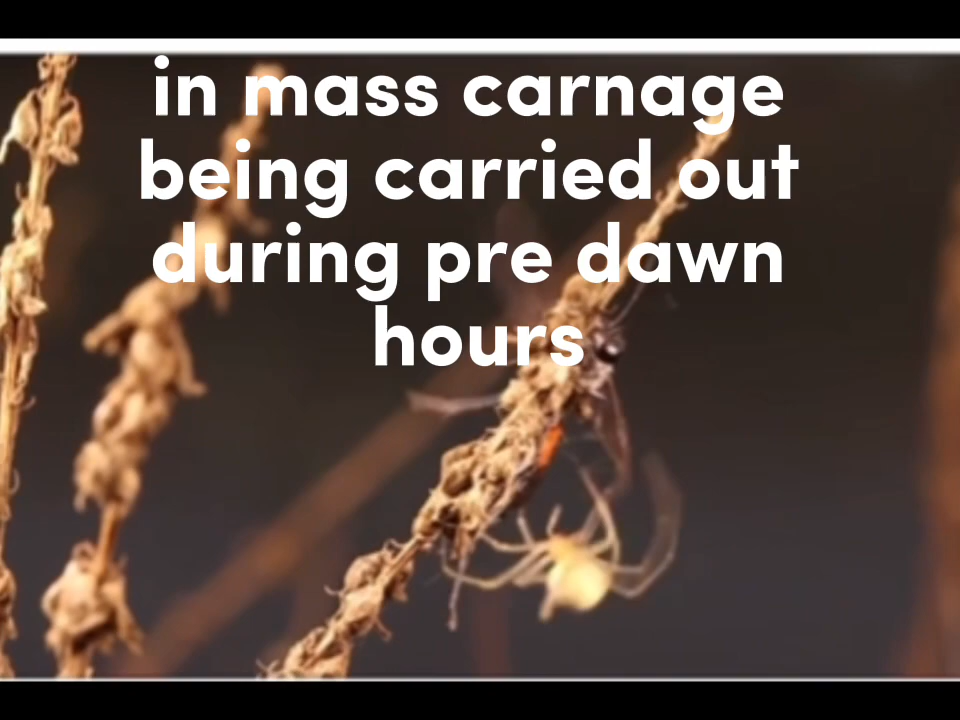 in mass carnage
being carried out
during pre dawn
hours